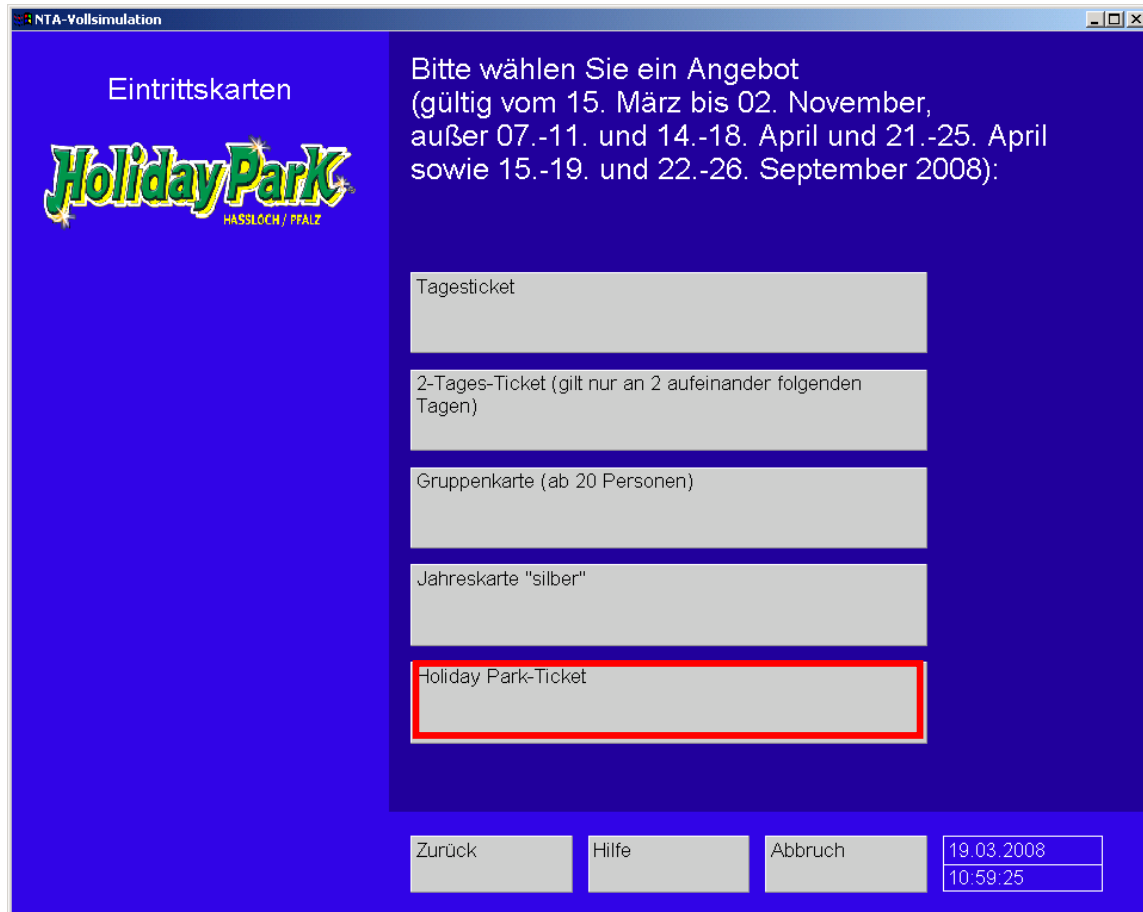 NTA-Vollsimulation
Eintrittskarten
Holiday Park
HASSLOCH / PFALZ
Bitte wählen Sie ein Angebot
(gültig vom 15. März bis 02. November,
außer 07.-11. und 14.-18. April und 21.-25. April
sowie 15.-19. und 22.-26. September 2008):
Tagesticket
2-Tages-Ticket (gilt nur an 2 aufeinander folgenden
Tagen)
Gruppenkarte (ab 20 Personen)
Jahreskarte "silber"
Holiday Park-Ticket
Zurück
Hilfe
Abbruch
19.03.2008
10:59:25